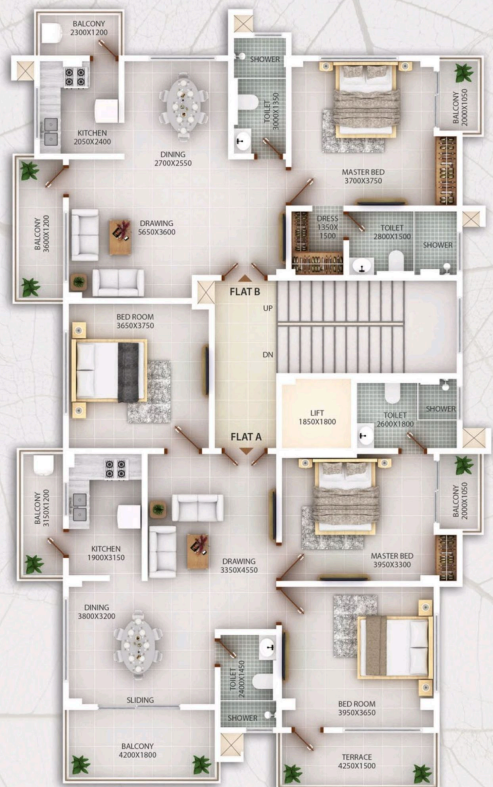 BALCONY
2300X1200
SHOWER
TOILET
3000X1350
KITCHEN
2050X2400
DINING
2700X2550
MASTER BED
3700X3750
BALCONY
2000X1050
BALCONY
3600X1200
DRAWING
5650X3600
DRESS
1350X
1500
TOILET
2800X1500
SHOWER
FLAT B
UP
DN
BED ROOM
3650X3750
LIFT
1850X1800
TOILET
2600X1800
SHOWER
FLAT A
BALCONY
3150X1200
KITCHEN
1900X3150
DRAWING
3350X4550
MASTER BED
3950X3300
BALCONY
2000X1050
DINING
3800X3200
TOILET
2400X1450
SHOWER
BED ROOM
3950X3650
SLIDING
BALCONY
4200X1800
TERRACE
4250X1500